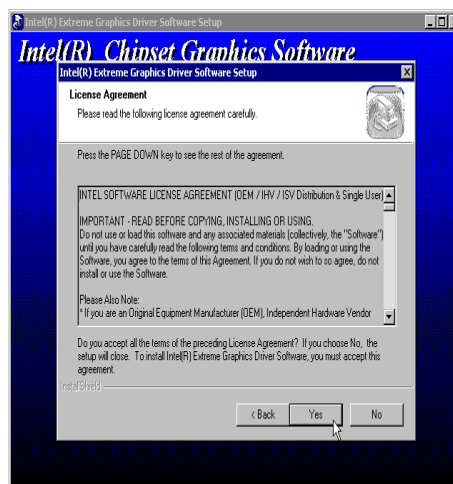 Intel(R) Extreme Graphics Driver Software Setup
Intel(R) Chipset Graphics Software
Intel(R) Extreme Graphics Driver Software Setup
License Agreement
Please read the following license agreement carefully.
Press the PAGE DOWN key to see the rest of the agreement.
INTEL SOFTWARE LICENSE AGREEMENT (OEM / IHV / ISV Distribution & Single User)
IMPORTANT - READ BEFORE COPYING, INSTALLING OR USING.
Do not use or load this software and any associated materials (collectively, the "Software")
until you have carefully read the following terms and conditions. By loading or using the
Software, you agree to the terms of this Agreement. If you do not wish to so agree, do not
install or use the Software.
Please Also Note:
* If you are an Original Equipment Manufacturer (OEM), Independent Hardware Vendor
Do you accept all the terms of the preceding License Agreement? If you choose No, the
setup will close. To install Intel(R) Extreme Graphics Driver Software, you must accept this
agreement.
InstallShield
< Back Yes No